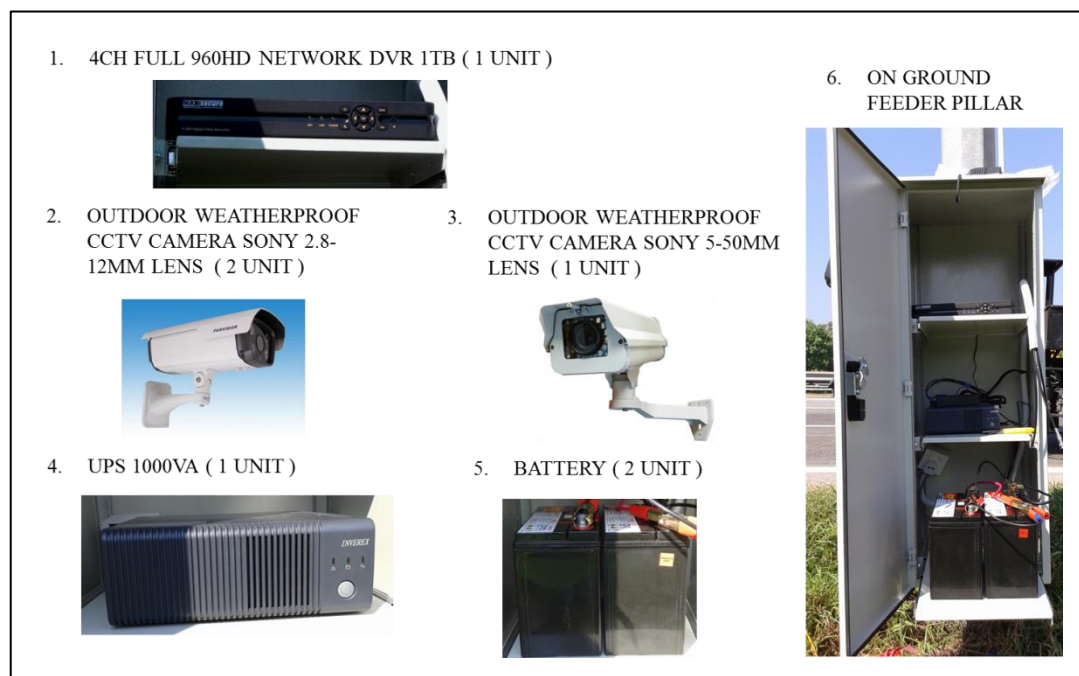 1. 4CH FULL 960HD NETWORK DVR 1TB ( 1 UNIT )
6. ON GROUND
FEEDER PILLAR
2. OUTDOOR WEATHERPROOF
CCTV CAMERA SONY 2.8-
12MM LENS ( 2 UNIT )
3. OUTDOOR WEATHERPROOF
CCTV CAMERA SONY 5-50MM
LENS ( 1 UNIT )
4. UPS 1000VA ( 1 UNIT )
INVEREX
5. BATTERY ( 2 UNIT )